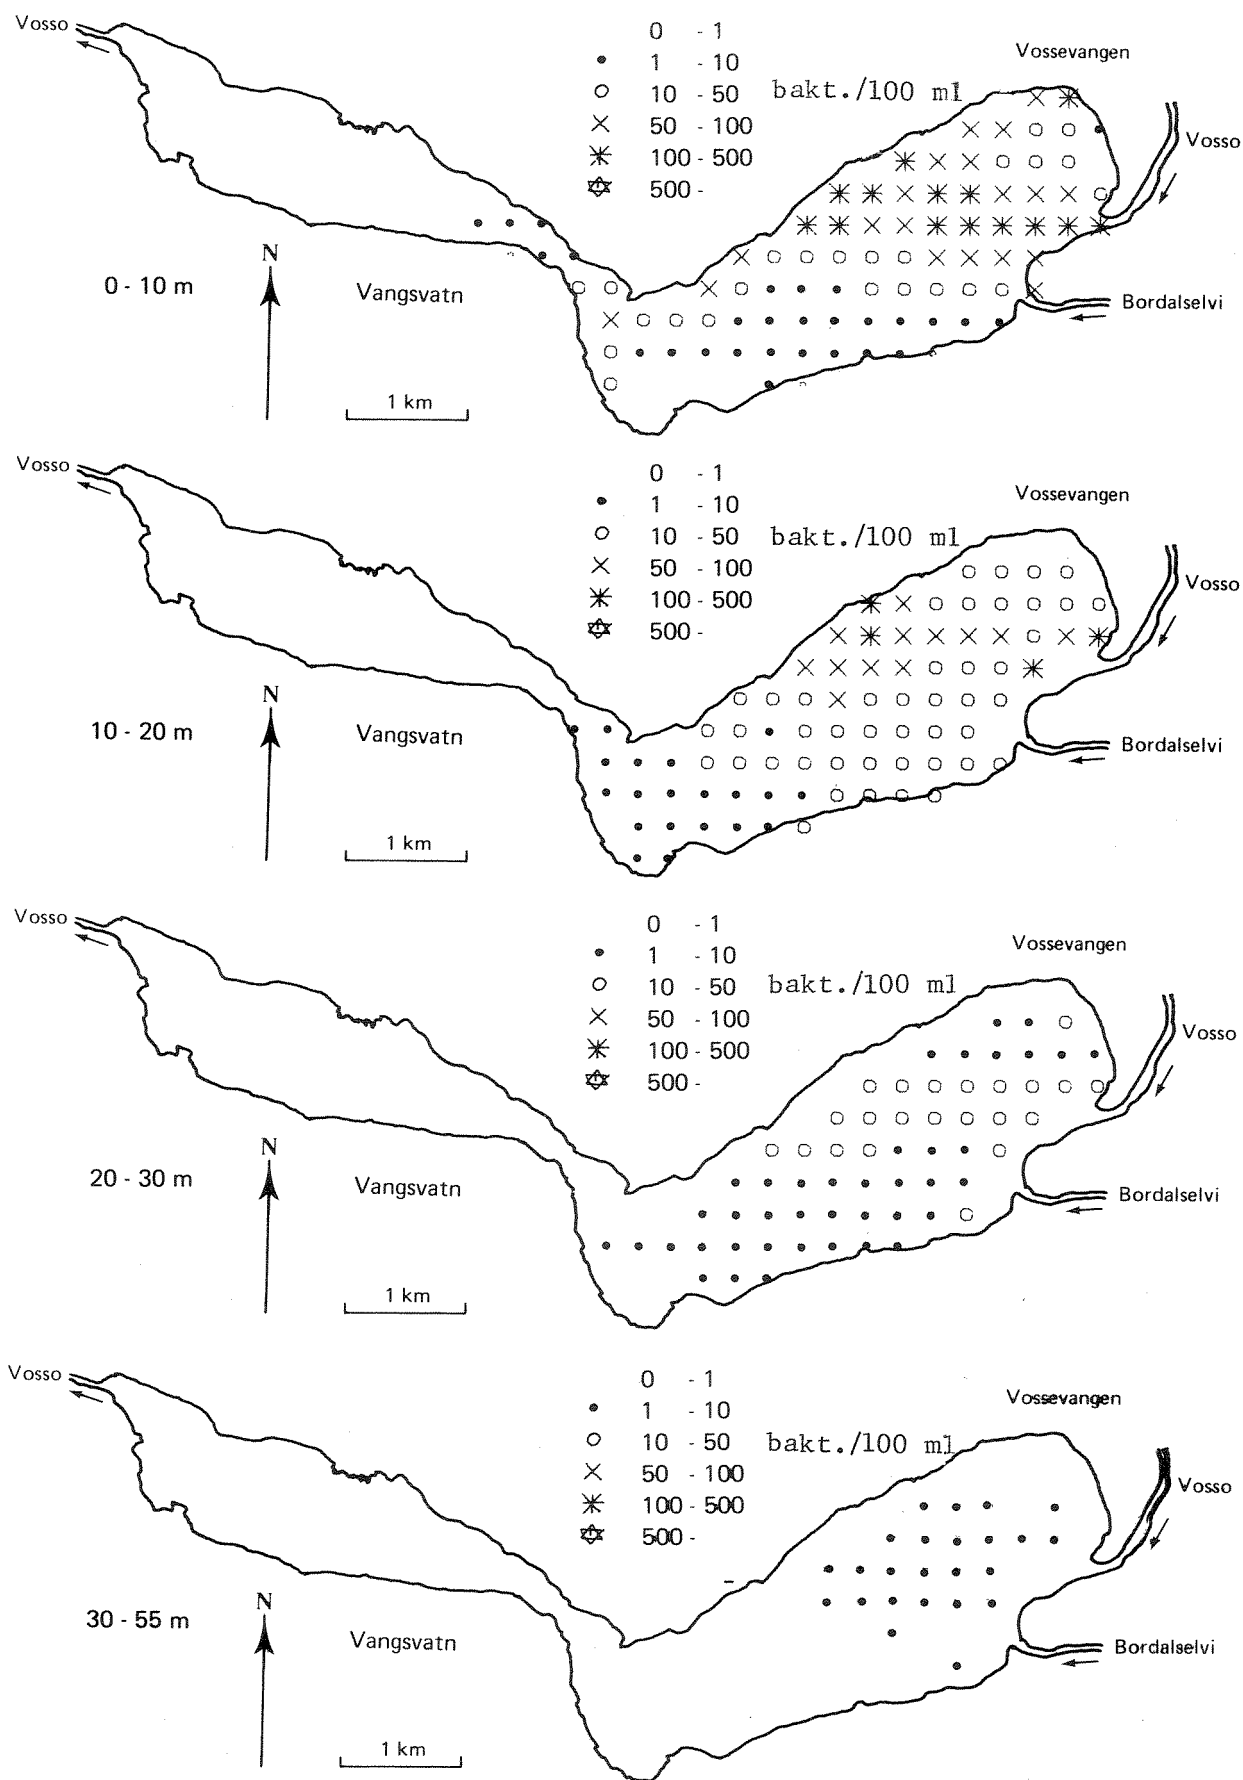 Vosso
0 - 1
1 - 10
10 - 50 bakt./100 ml
50 - 100
100 - 500
500 -
Vossevangen
Vosso
N
0 - 10 m
Vangsvatn
Bordalselvi
1 km
Vosso
0 - 1
1 - 10
10 - 50 bakt./100 ml
50 - 100
100 - 500
500 -
Vossevangen
Vosso
N
10 - 20 m
Vangsvatn
Bordalselvi
1 km
Vosso
0 - 1
1 - 10
10 - 50 bakt./100 ml
50 - 100
100 - 500
500 -
Vossevangen
Vosso
N
20 - 30 m
Vangsvatn
Bordalselvi
1 km
Vosso
0 - 1
1 - 10
10 - 50 bakt./100 ml
50 - 100
100 - 500
500 -
Vossevangen
Vosso
N
30 - 55 m
Vangsvatn
Bordalselvi
1 km